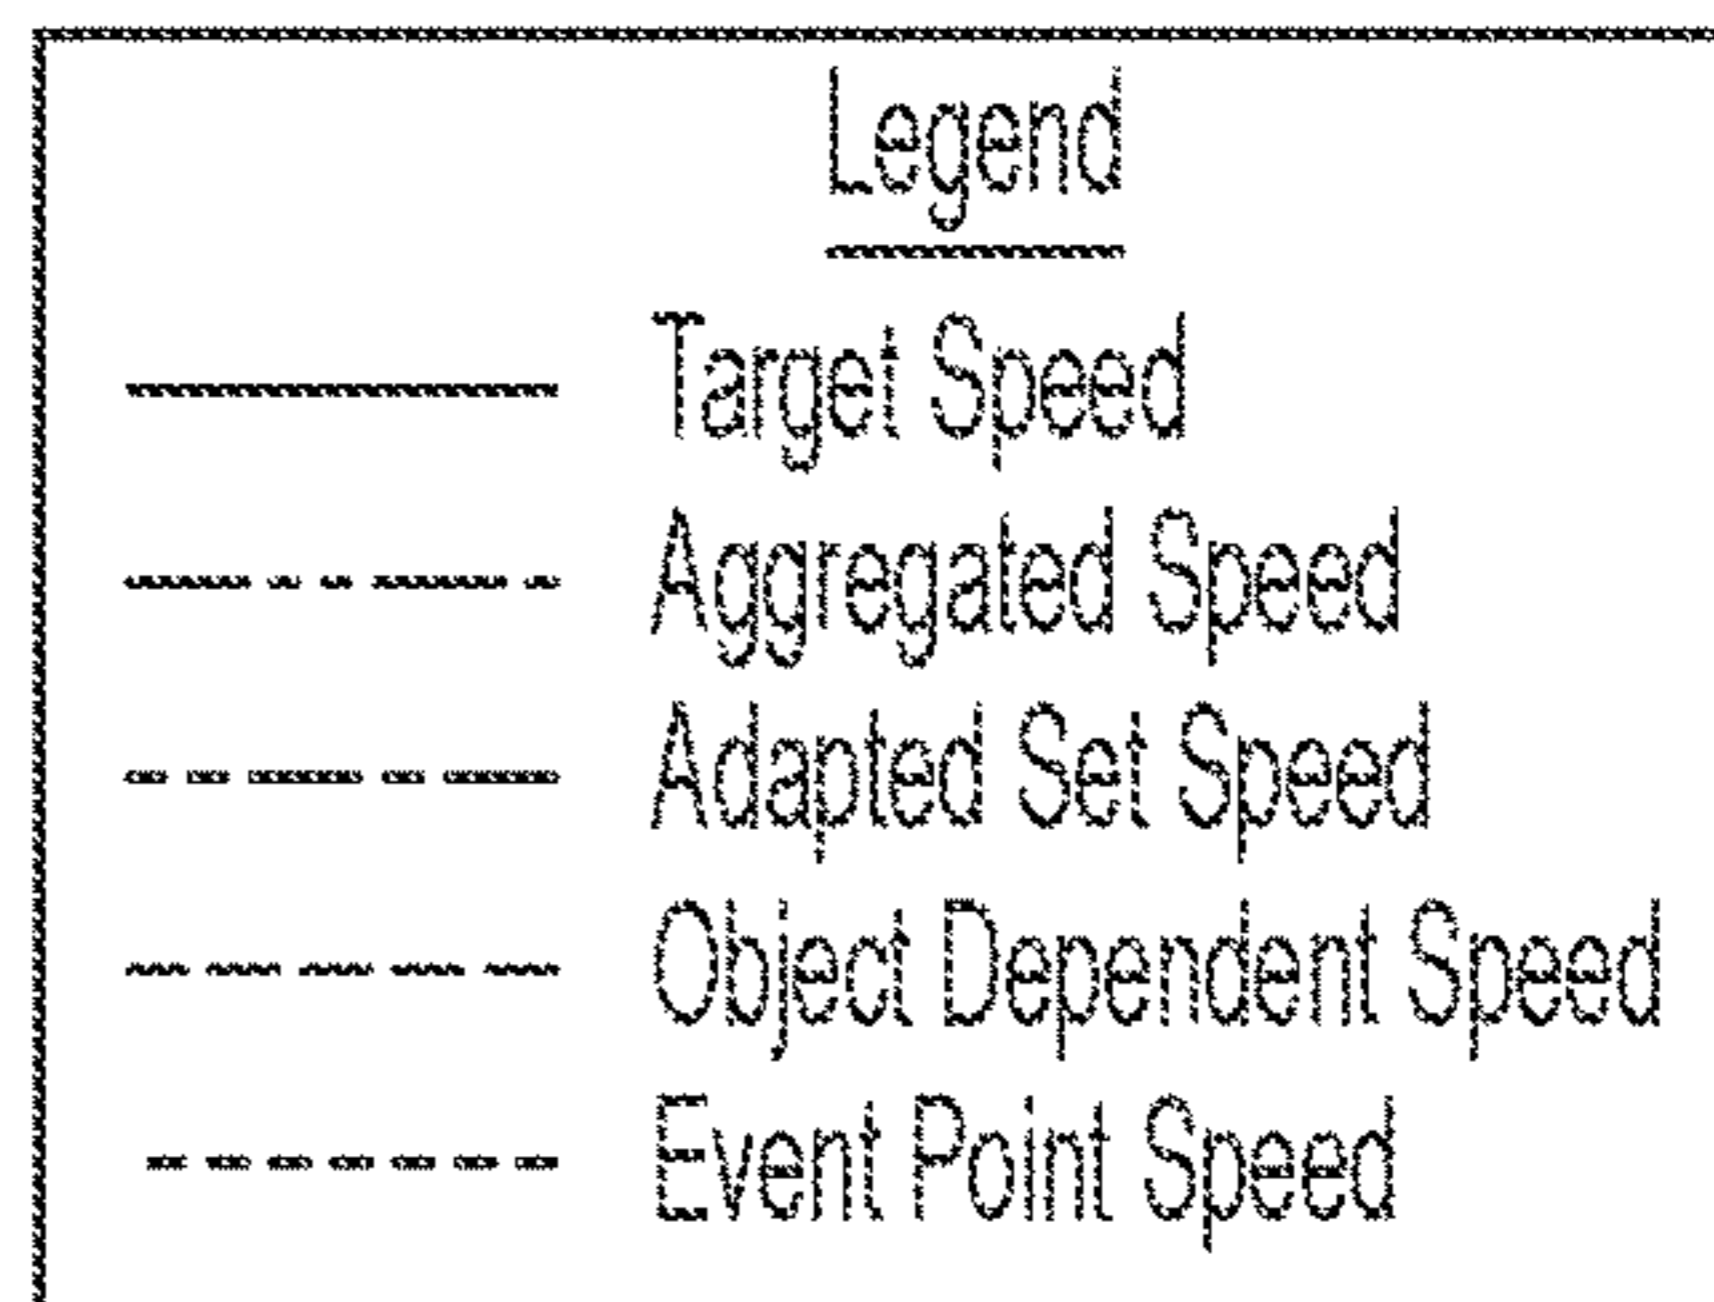 Legend
Target Speed
Aggregated Speed
Adapted Set Speed
Object Dependent Speed
Event Point Speed